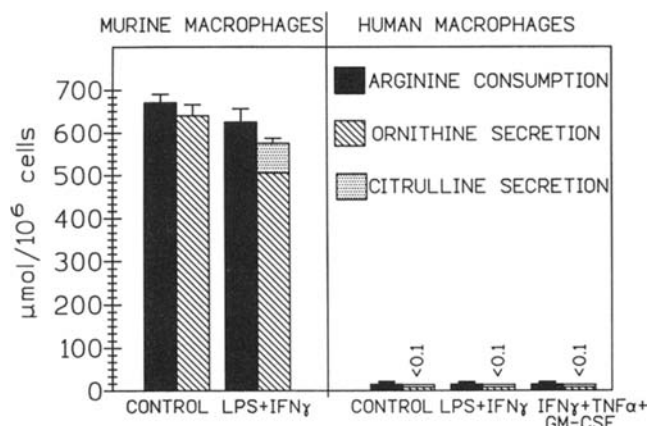 MURINE MACROPHAGES
HUMAN MACROPHAGES
ARGININE CONSUMPTION
ORNITHINE SECRETION
CITRULLINE SECRETION
μmol/10⁶ cells
700
600
500
400
300
200
100
0
<0.1
<0.1
<0.1
CONTROL
LPS+IFNγ
CONTROL
LPS+IFNγ
IFNγ+TNFα+
GM-CSF